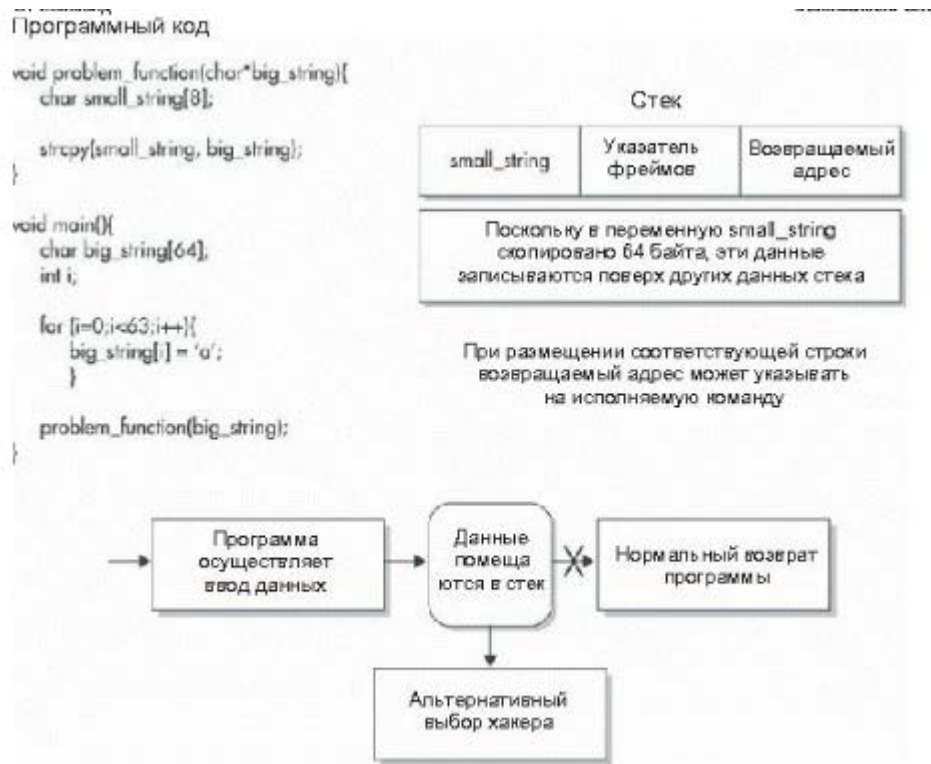 Программный код
void problem_function(char*big_string){
char small_string[8];
strcpy(small_string, big_string);
}
void main(){
char big_string[64];
int i;
for (i=0;i<63;i++){
big_string[i] = ‘a’;
}
problem_function(big_string);
}
Стек
small_string
Указатель
фреймов
Возвращаемый
адрес
Поскольку в переменную small_string
скопировано 64 байта, эти данные
записываются поверх других данных стека
При размещении соответствующей строки
возвращаемый адрес может указывать
на исполняемую команду
Программа
осуществляет
ввод данных
Данные
помеща
ются в стек
Нормальный возврат
программы
Альтернативный
выбор хакера